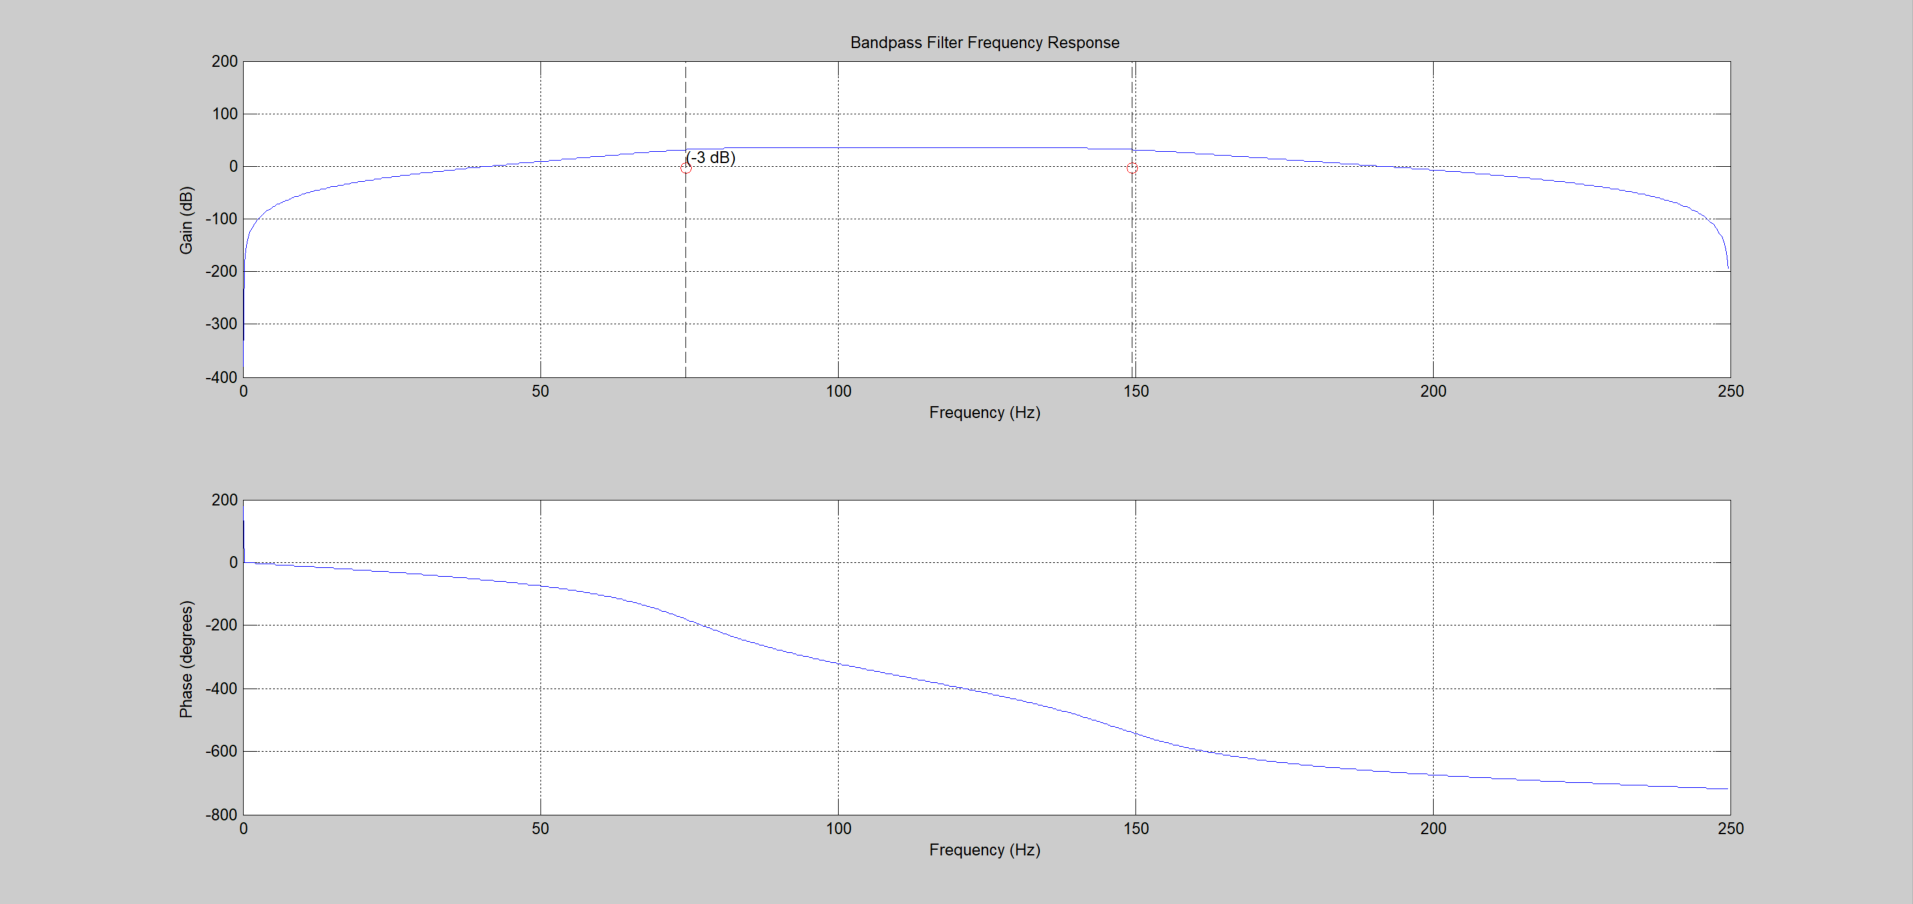 Bandpass Filter Frequency Response
200
100
0
-100
-200
-300
-400
Gain (dB)
(-3 dB)
0 50 100 150 200 250
Frequency (Hz)
200
0
-200
-400
-600
-800
Phase (degrees)
0 50 100 150 200 250
Frequency (Hz)